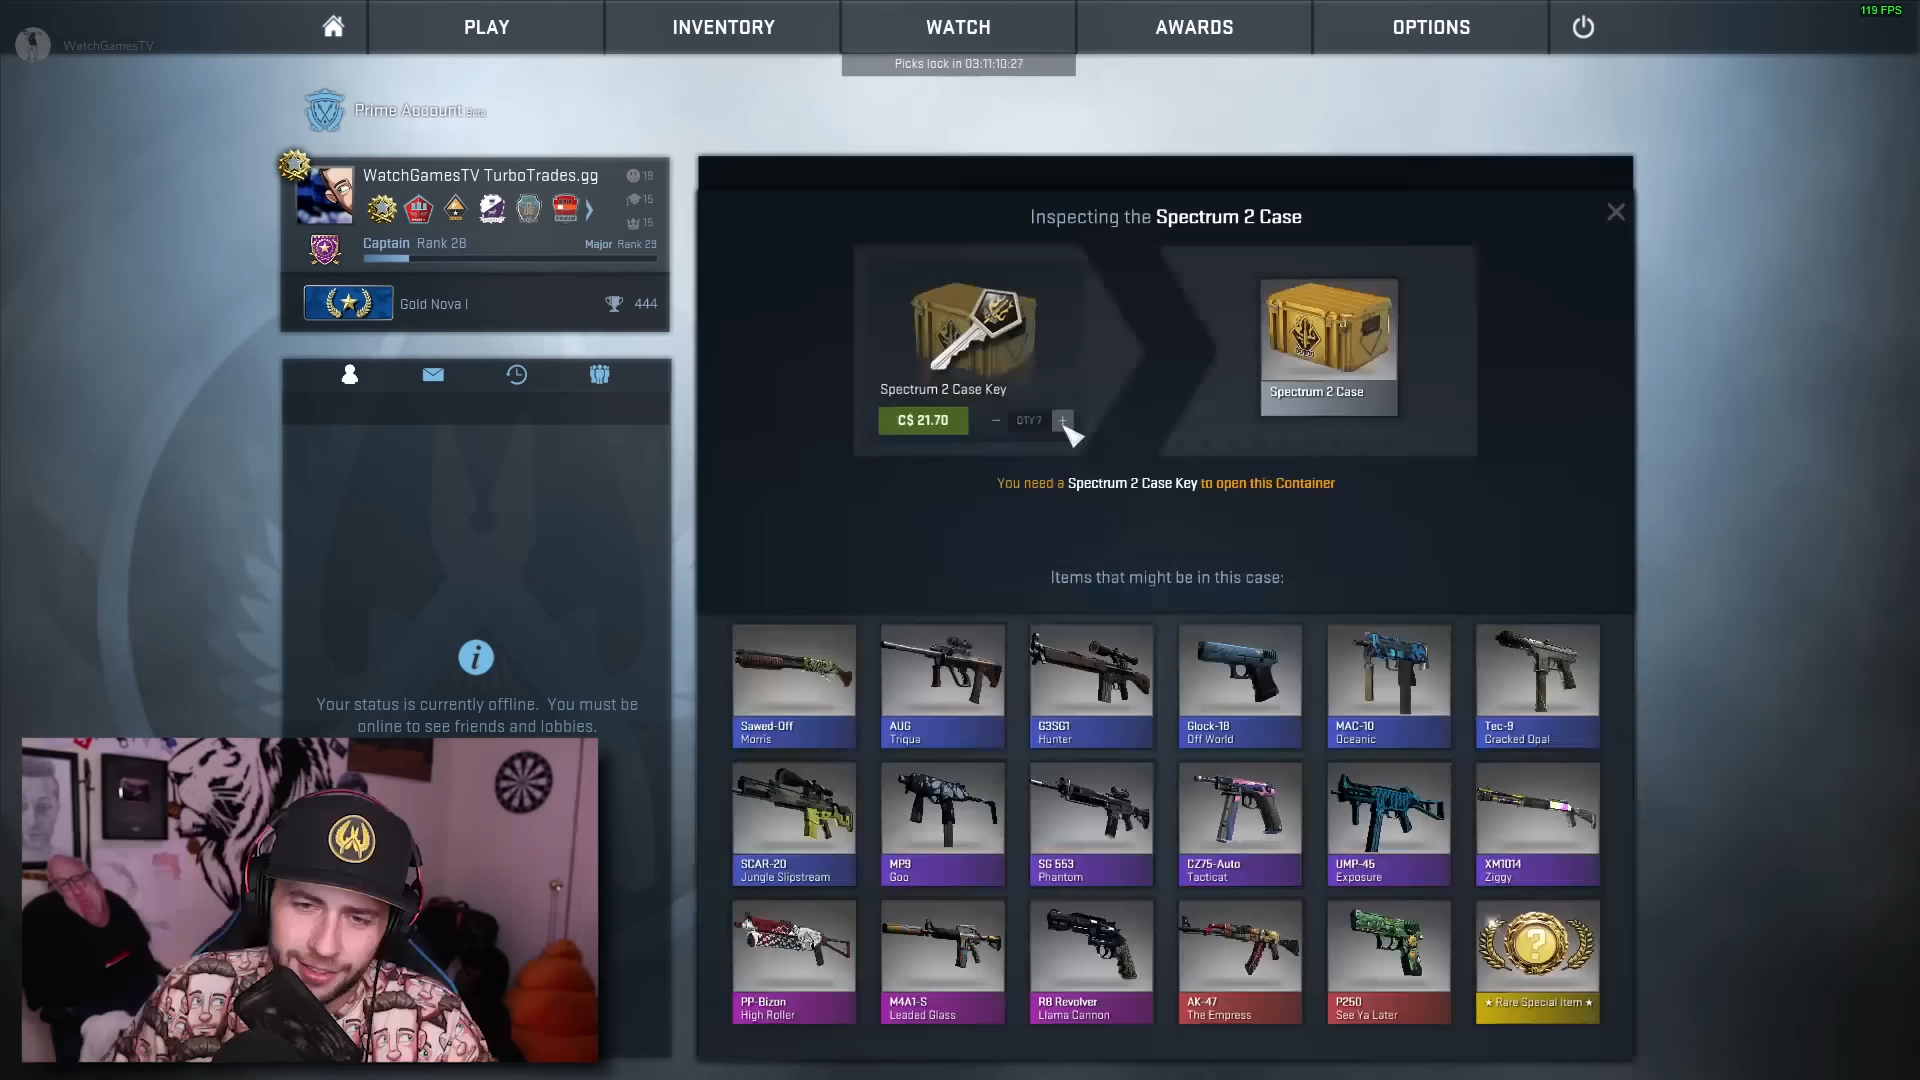 119 FPS
PLAY
INVENTORY
WATCH
AWARDS
OPTIONS
WatchGamesTV
Picks lock in 03:11:10:27
Prime Account Beta
WatchGamesTV TurboTrades.gg
19
15
15
Captain Rank 28
Major Rank 29
Gold Nova I
444
Inspecting the Spectrum 2 Case
Spectrum 2 Case Key
C$ 21.70
− QTY 7 +
Spectrum 2 Case
You need a Spectrum 2 Case Key to open this Container
Items that might be in this case:
Your status is currently offline. You must be
online to see friends and lobbies.
Sawed-Off
Morris
AUG
Triqua
G3SG1
Hunter
Glock-18
Off World
MAC-10
Oceanic
Tec-9
Cracked Opal
SCAR-20
Jungle Slipstream
MP9
Goo
SG 553
Phantom
CZ75-Auto
Tacticat
UMP-45
Exposure
XM1014
Ziggy
PP-Bizon
High Roller
M4A1-S
Leaded Glass
R8 Revolver
Llama Cannon
AK-47
The Empress
P250
See Ya Later
★ Rare Special Item ★